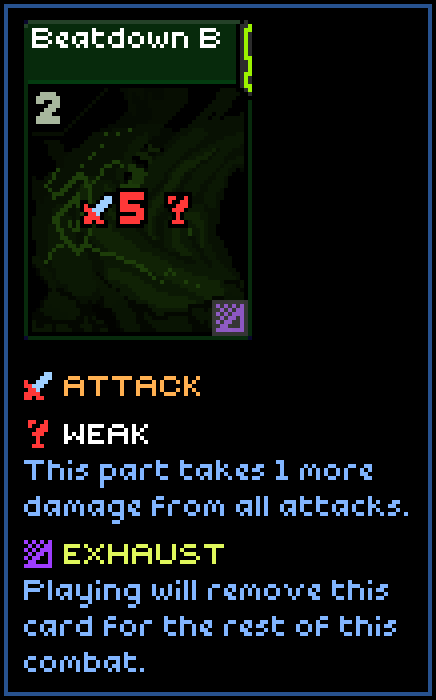 Beatdown B
2
5
ATTACK
WEAK
This part takes 1 more
damage from all attacks.
EXHAUST
Playing will remove this
card for the rest of this
combat.